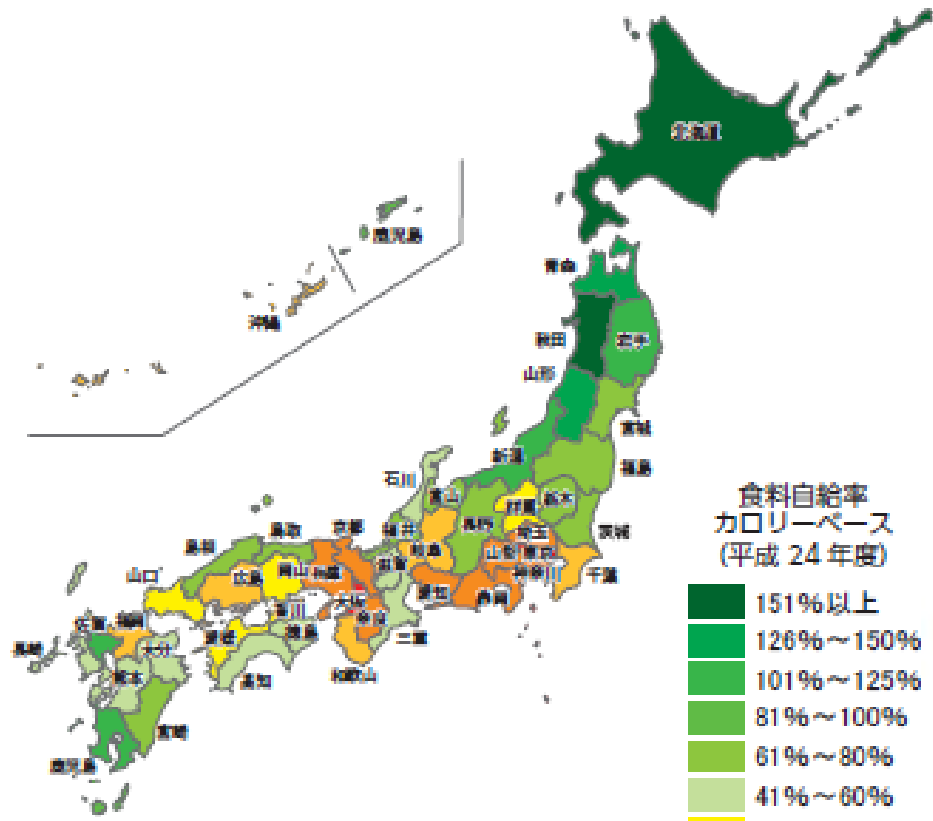 北海道
鹿児島
青森
沖縄
秋田
岩手
山形
宮城
新潟
福島
石川
富山
栃木
群馬
長野
福井
茨城
埼玉
京都
鳥取
島根
岐阜
山梨
東京
滋賀
神奈川
千葉
山口
広島
岡山
兵庫
愛知
静岡
大阪
奈良
三重
香川
徳島
愛媛
高知
和歌山
福岡
佐賀
長崎
大分
熊本
宮崎
鹿児島
食料自給率
カロリーベース
(平成 24 年度)
151%以上
126%~150%
101%~125%
81%~100%
61%~80%
41%~60%